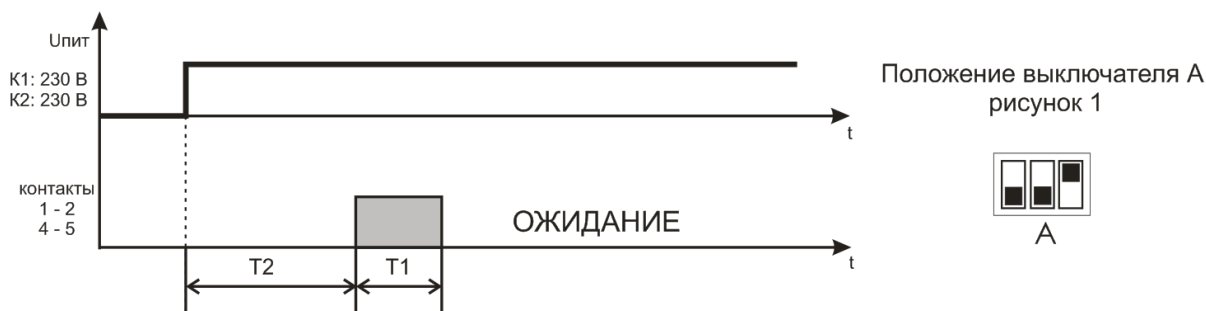 Uпит
К1: 230 В
К2: 230 В
t
Положение выключателя А
рисунок 1
контакты
1 - 2
4 - 5
ОЖИДАНИЕ
t
T2
T1
А